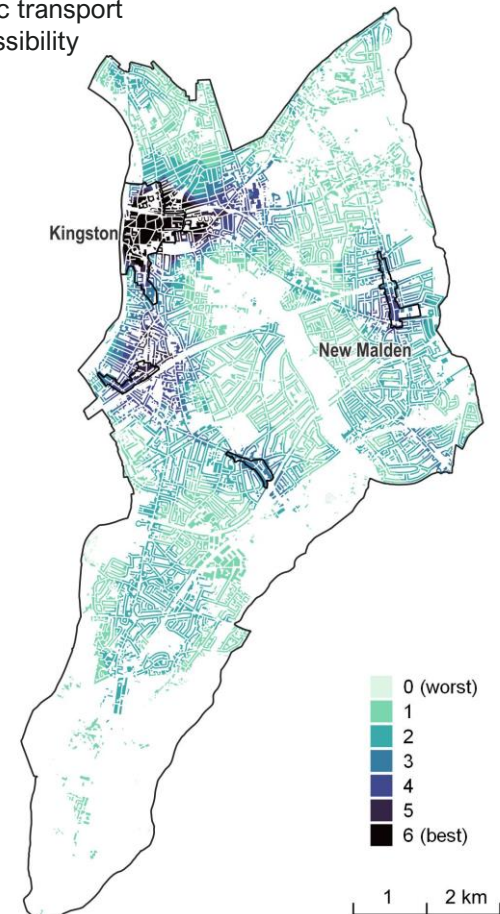 c transport
ssibility
Kingston
New Malden
0 (worst)
1
2
3
4
5
6 (best)
1 2 km